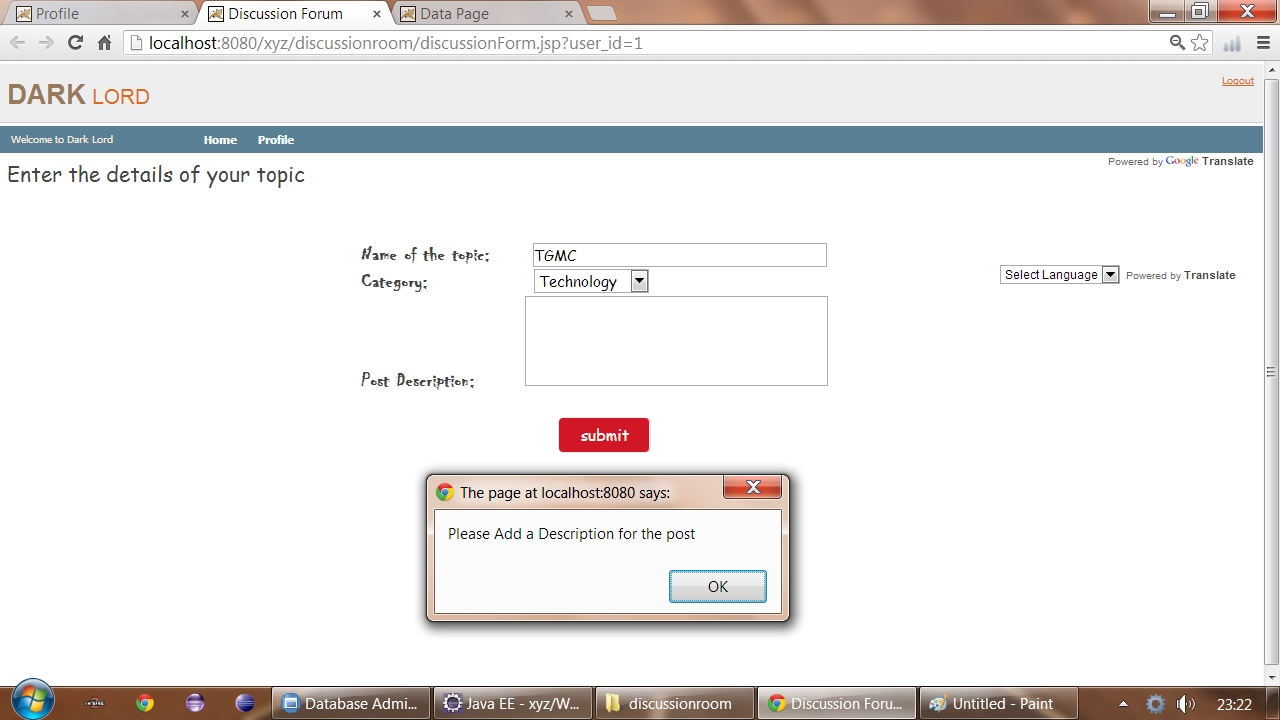 Profile
Discussion Forum
Data Page
localhost:8080/xyz/discussionroom/discussionForm.jsp?user_id=1
DARK LORD
Logout
Welcome to Dark Lord
Home
Profile
Powered by Google Translate
Enter the details of your topic
Name of the topic:
TGMC
Category:
Technology
Select Language
Powered by Translate
Post Description:
submit
The page at localhost:8080 says:
Please Add a Description for the post
OK
Database Admi...
Java EE - xyz/W...
discussionroom
Discussion Foru...
Untitled - Paint
23:22